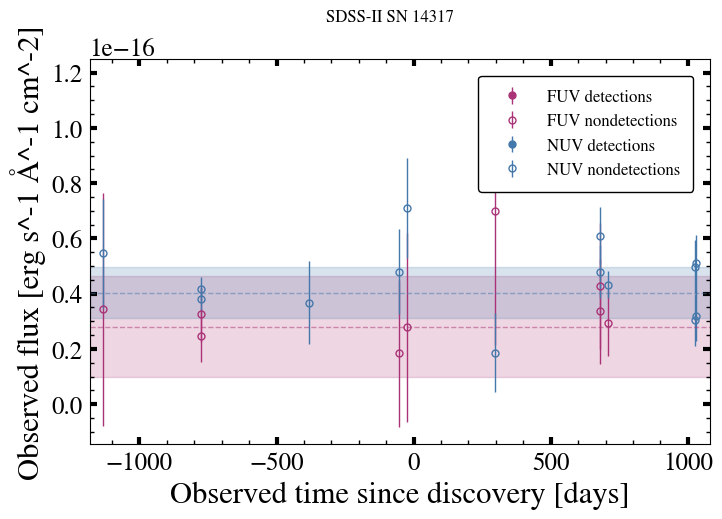 SDSS-II SN 14317
1e−16
Observed flux [erg s^-1 Å^-1 cm^-2]
1.2
1.0
0.8
0.6
0.4
0.2
0.0
FUV detections
FUV nondetections
NUV detections
NUV nondetections
−1000
−500
0
500
1000
Observed time since discovery [days]